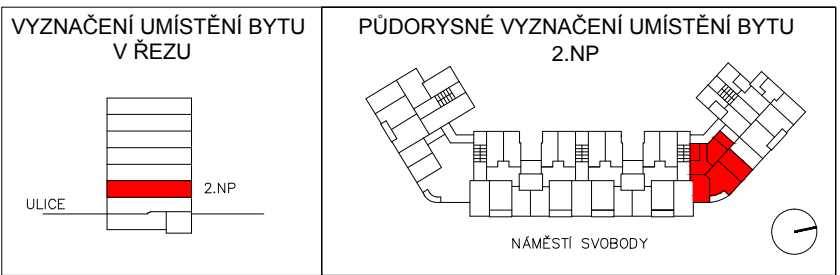 VYZNAČENÍ UMÍSTĚNÍ BYTU
V ŘEZU
2.NP
ULICE
PŮDORYSNÉ VYZNAČENÍ UMÍSTĚNÍ BYTU
2.NP
NÁMĚSTÍ SVOBODY